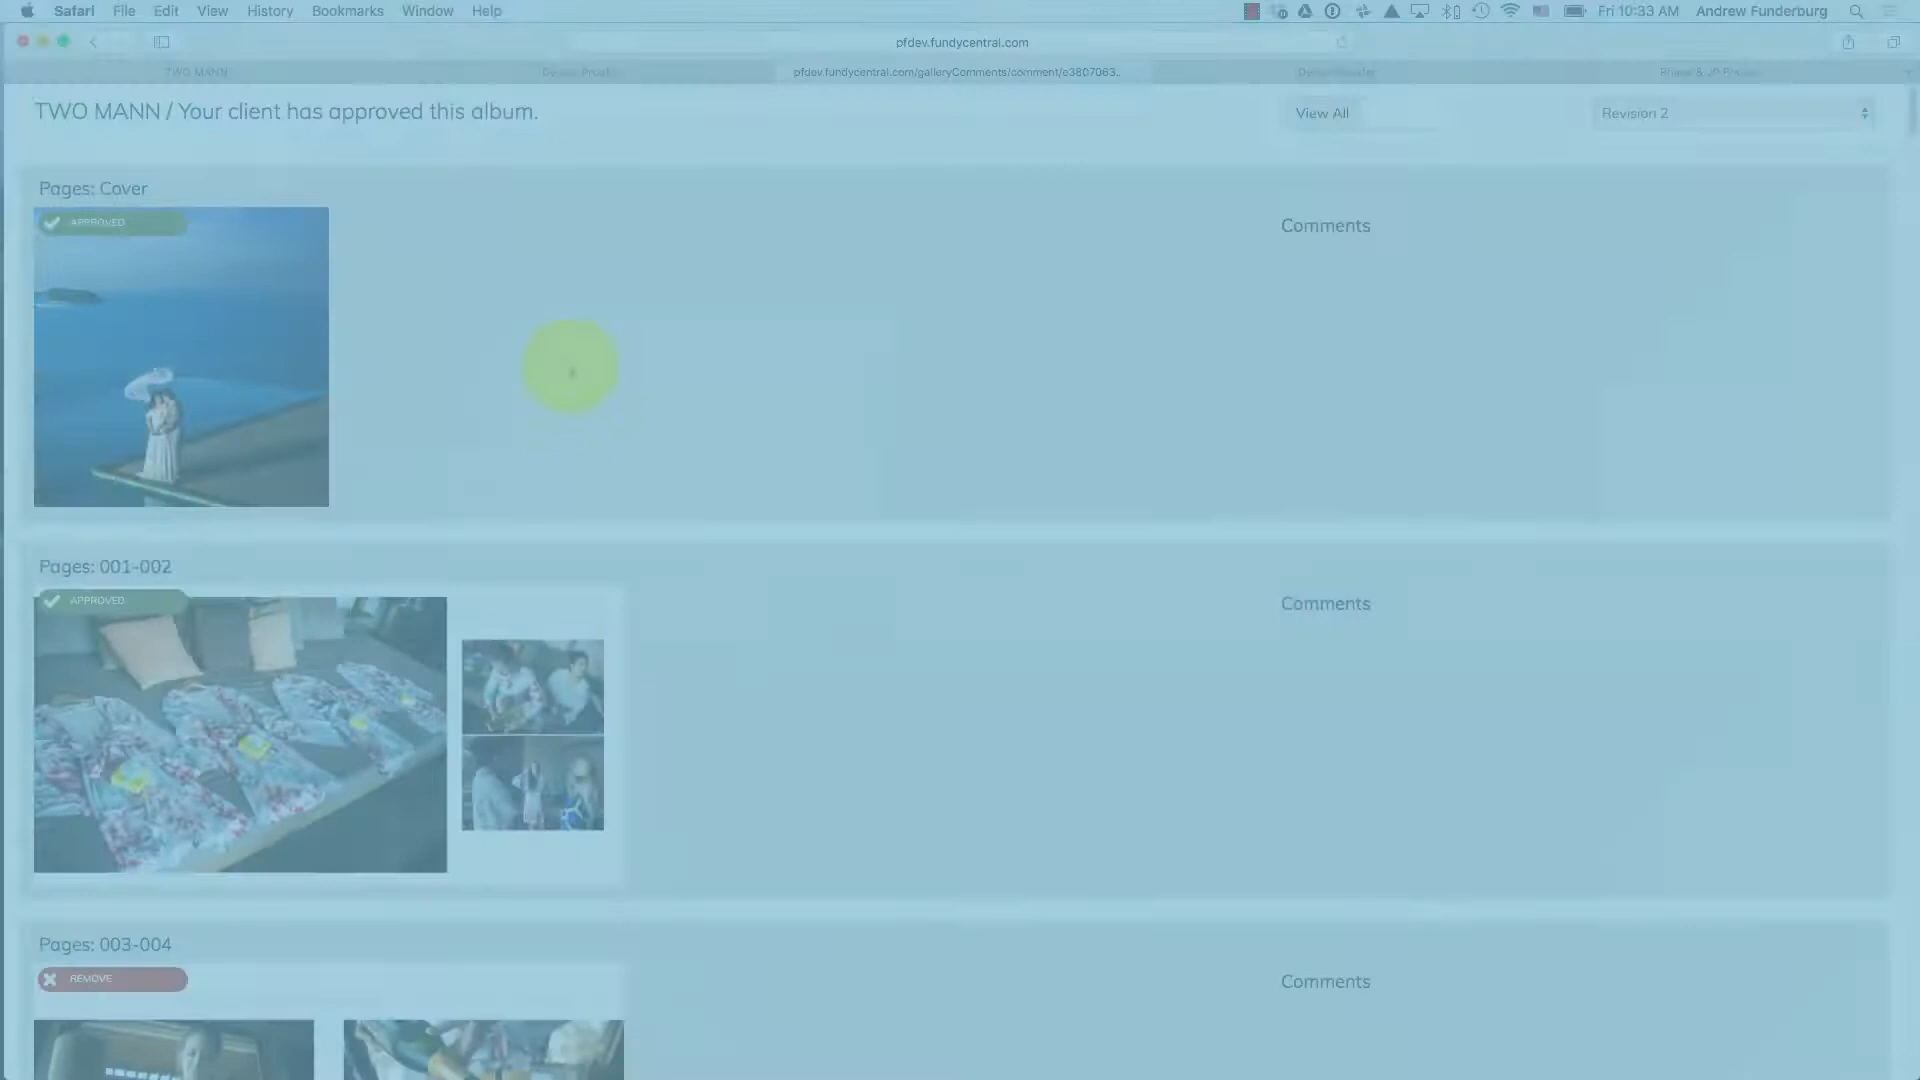 Safari File Edit View History Bookmarks Window Help Fri 10:33 AM Andrew Funderburg
pfdev.fundycentral.com
TWO MANN pfdev.fundycentral.com/galleryComments/comment/e3807063...
TWO MANN / Your client has approved this album. View All Revision 2
Pages: Cover
APPROVED
Comments
Pages: 001-002
APPROVED
Comments
Pages: 003-004
REMOVE
Comments